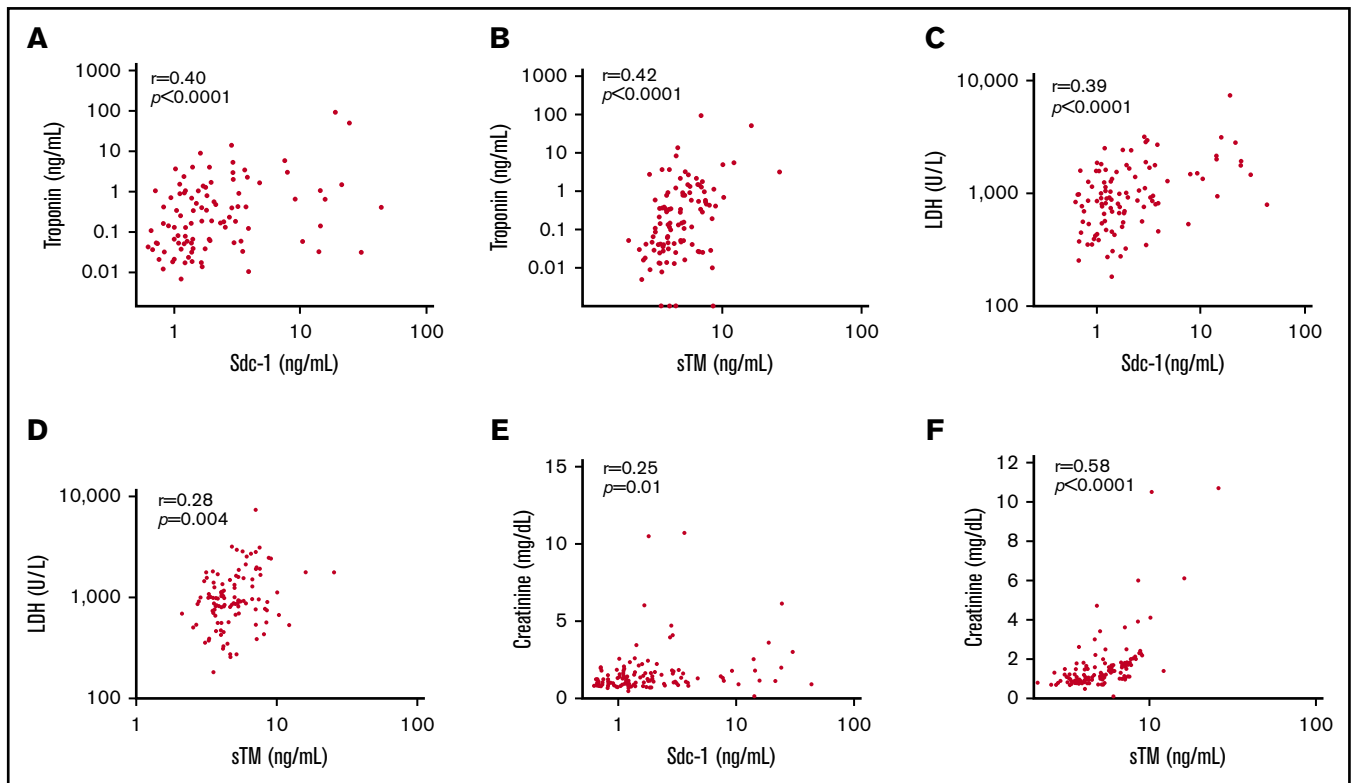 A
r=0.40
p<0.0001
Troponin (ng/mL)
1000
100
10
1
0.1
0.01
1
10
100
Sdc-1 (ng/mL)
B
r=0.42
p<0.0001
Troponin (ng/mL)
1000
100
10
1
0.1
0.01
10
100
sTM (ng/mL)
C
r=0.39
p<0.0001
LDH (U/L)
10,000
1,000
100
1
10
100
Sdc-1(ng/mL)
D
r=0.28
p=0.004
LDH (U/L)
10,000
1,000
100
1
10
100
sTM (ng/mL)
E
r=0.25
p=0.01
Creatinine (mg/dL)
15
10
5
0
1
10
100
Sdc-1 (ng/mL)
F
r=0.58
p<0.0001
Creatinine (mg/dL)
12
10
8
6
4
2
0
10
100
sTM (ng/mL)